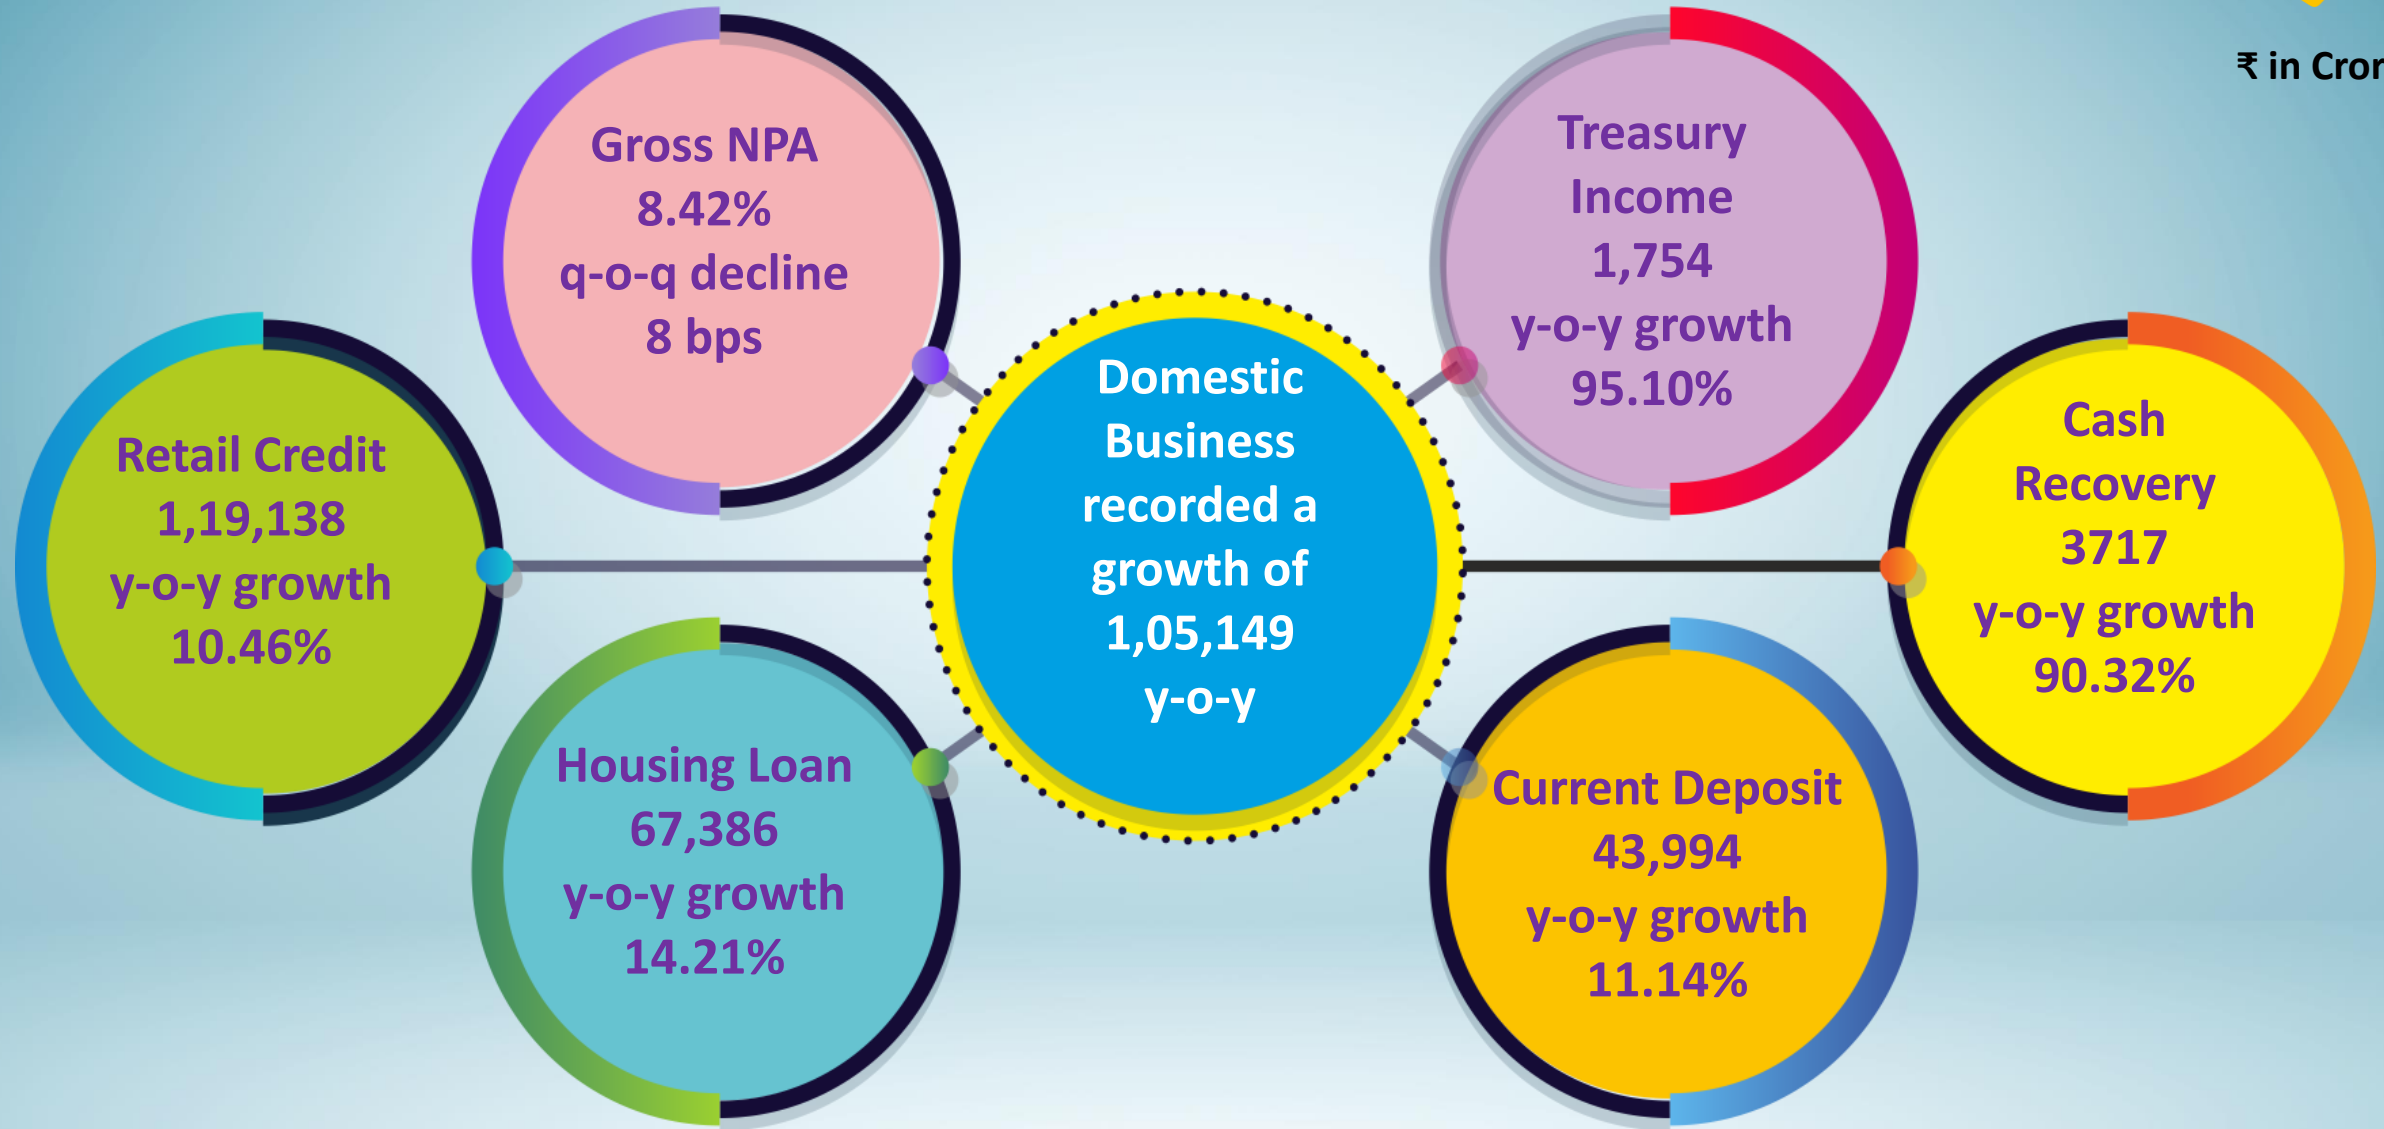 ₹ in Cror
Gross NPA
8.42%
q-o-q decline
8 bps
Treasury
Income
1,754
y-o-y growth
95.10%
Retail Credit
1,19,138
y-o-y growth
10.46%
Domestic
Business
recorded a
growth of
1,05,149
y-o-y
Cash
Recovery
3717
y-o-y growth
90.32%
Housing Loan
67,386
y-o-y growth
14.21%
Current Deposit
43,994
y-o-y growth
11.14%